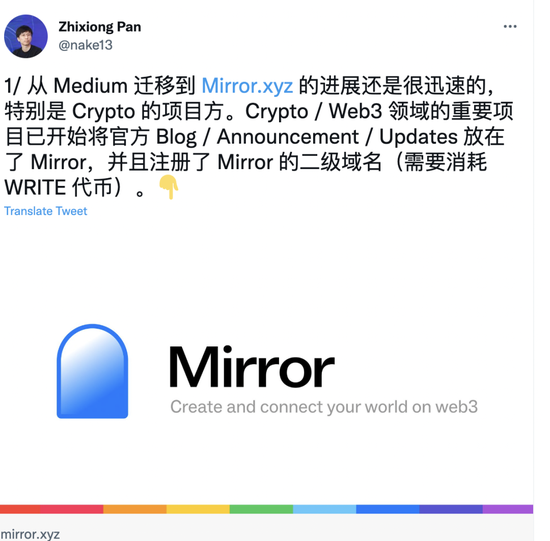 Zhixiong Pan
@nake13
1/ 从 Medium 迁移到 Mirror.xyz 的进展还是很迅速的，
特别是 Crypto 的项目方。Crypto / Web3 领域的重要项
目已开始将官方 Blog / Announcement / Updates 放在
了 Mirror，并且注册了 Mirror 的二级域名（需要消耗
WRITE 代币）。👇
Translate Tweet
Mirror
Create and connect your world on web3
mirror.xyz